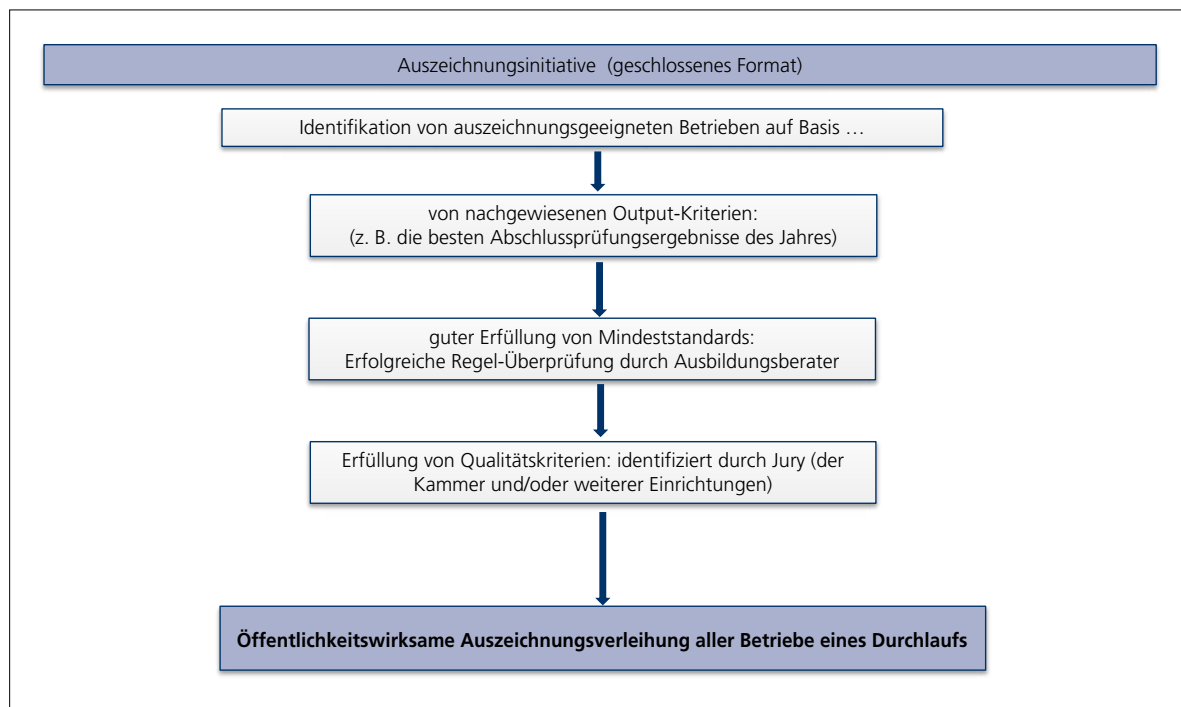 Auszeichnungsinitiative (geschlossenes Format)
Identifikation von auszeichnungsgeeigneten Betrieben auf Basis …
von nachgewiesenen Output-Kriterien:
(z. B. die besten Abschlussprüfungsergebnisse des Jahres)
guter Erfüllung von Mindeststandards:
Erfolgreiche Regel-Überprüfung durch Ausbildungsberater
Erfüllung von Qualitätskriterien: identifiziert durch Jury (der
Kammer und/oder weiterer Einrichtungen)
Öffentlichkeitswirksame Auszeichnungsverleihung aller Betriebe eines Durchlaufs